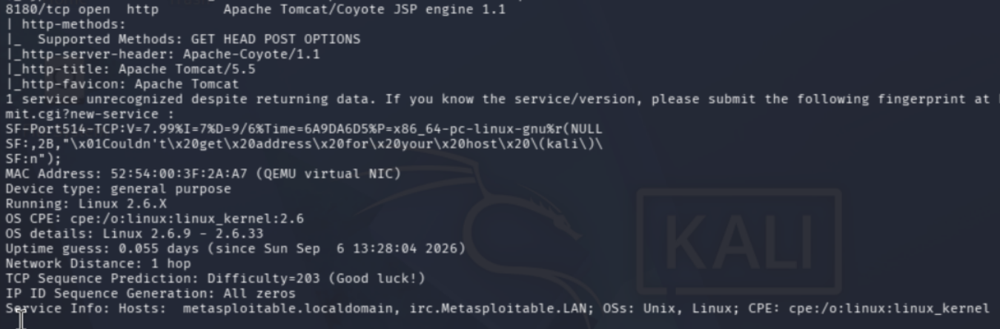 8180/tcp open  http        Apache Tomcat/Coyote JSP engine 1.1
| http-methods:
|_  Supported Methods: GET HEAD POST OPTIONS
|_http-server-header: Apache-Coyote/1.1
|_http-title: Apache Tomcat/5.5
|_http-favicon: Apache Tomcat
1 service unrecognized despite returning data. If you know the service/version, please submit the following fingerprint at
mit.cgi?new-service :
SF-Port514-TCP:V=7.99%I=7%D=9/6%Time=6A9DA6D5%P=x86_64-pc-linux-gnu%r(NULL
SF:,2B,"\x01Couldn't\x20get\x20address\x20for\x20your\x20host\x20\(kali\)\
SF:n");
MAC Address: 52:54:00:3F:2A:A7 (QEMU virtual NIC)
Device type: general purpose
Running: Linux 2.6.X
OS CPE: cpe:/o:linux:linux_kernel:2.6
OS details: Linux 2.6.9 - 2.6.33
Uptime guess: 0.055 days (since Sun Sep  6 13:28:04 2026)
Network Distance: 1 hop
TCP Sequence Prediction: Difficulty=203 (Good luck!)
IP ID Sequence Generation: All zeros
Service Info: Hosts:  metasploitable.localdomain, irc.Metasploitable.LAN; OSs: Unix, Linux; CPE: cpe:/o:linux:linux_kernel
KALI